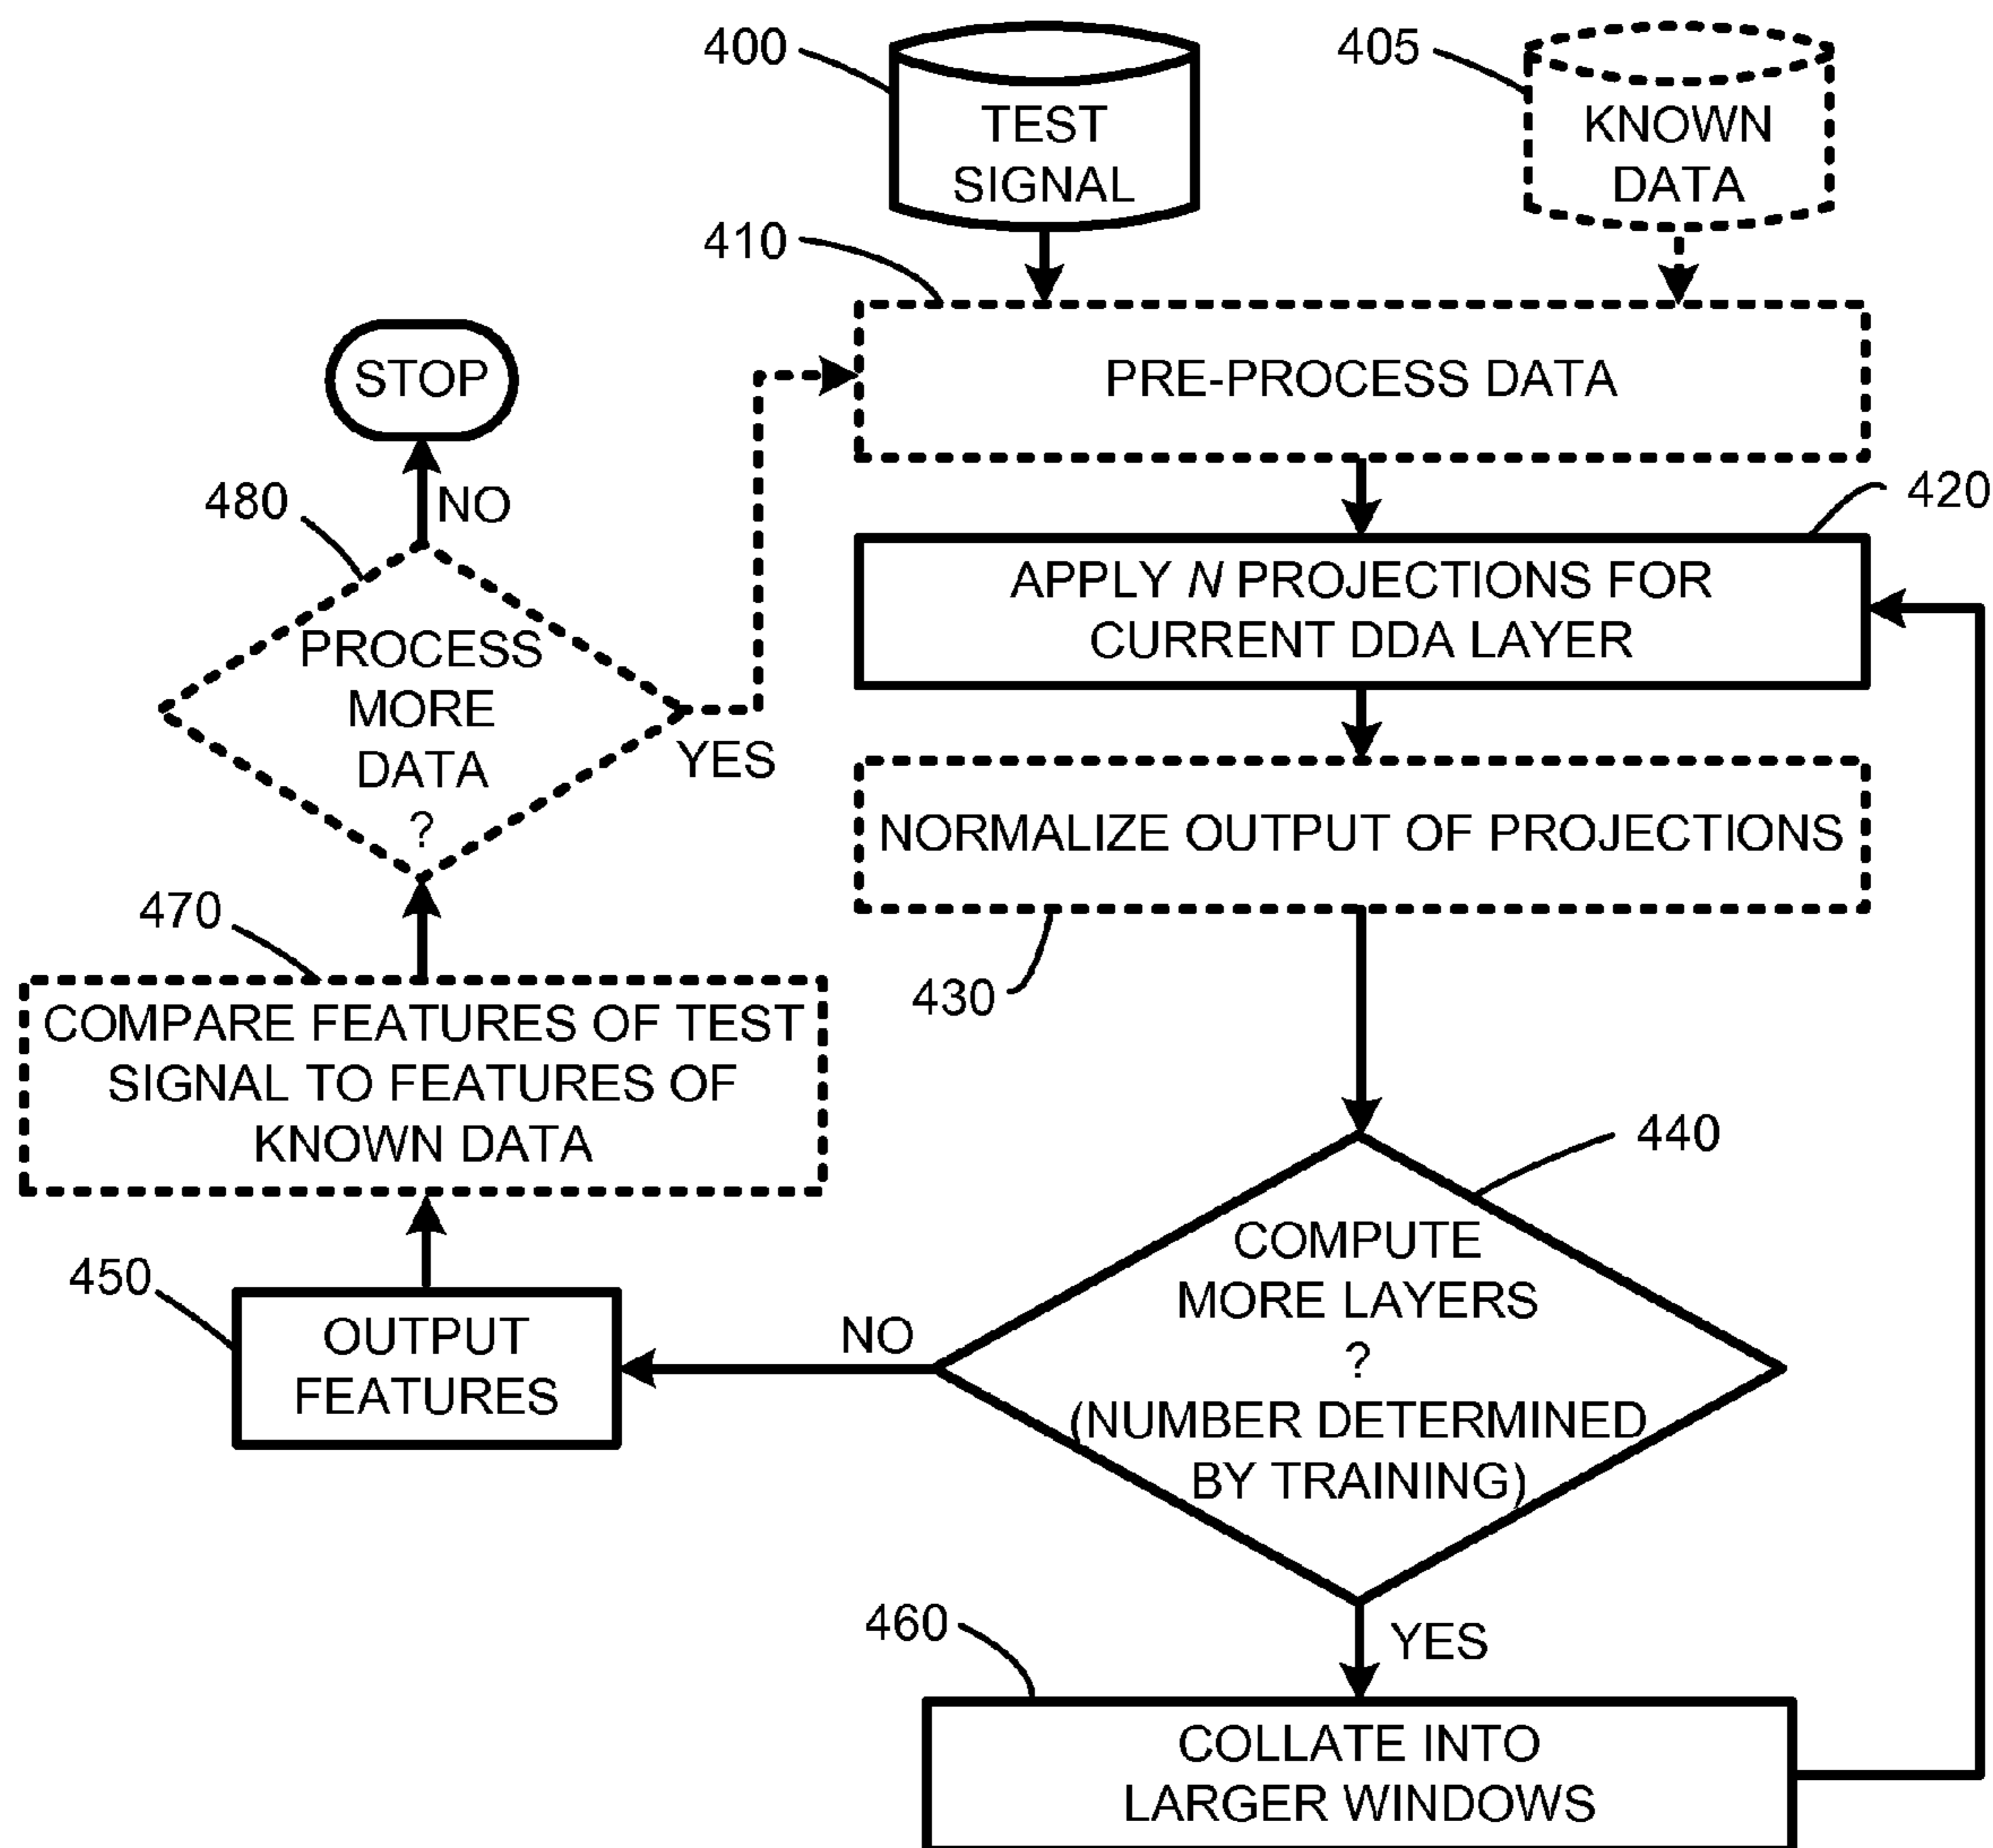 400
TEST
SIGNAL
405
KNOWN
DATA
410
PRE-PROCESS DATA
STOP
NO
480
PROCESS
MORE
DATA
?
YES
420
APPLY N PROJECTIONS FOR
CURRENT DDA LAYER
NORMALIZE OUTPUT OF PROJECTIONS
430
470
COMPARE FEATURES OF TEST
SIGNAL TO FEATURES OF
KNOWN DATA
440
COMPUTE
MORE LAYERS
?
(NUMBER DETERMINED
BY TRAINING)
NO
450
OUTPUT
FEATURES
YES
460
COLLATE INTO
LARGER WINDOWS